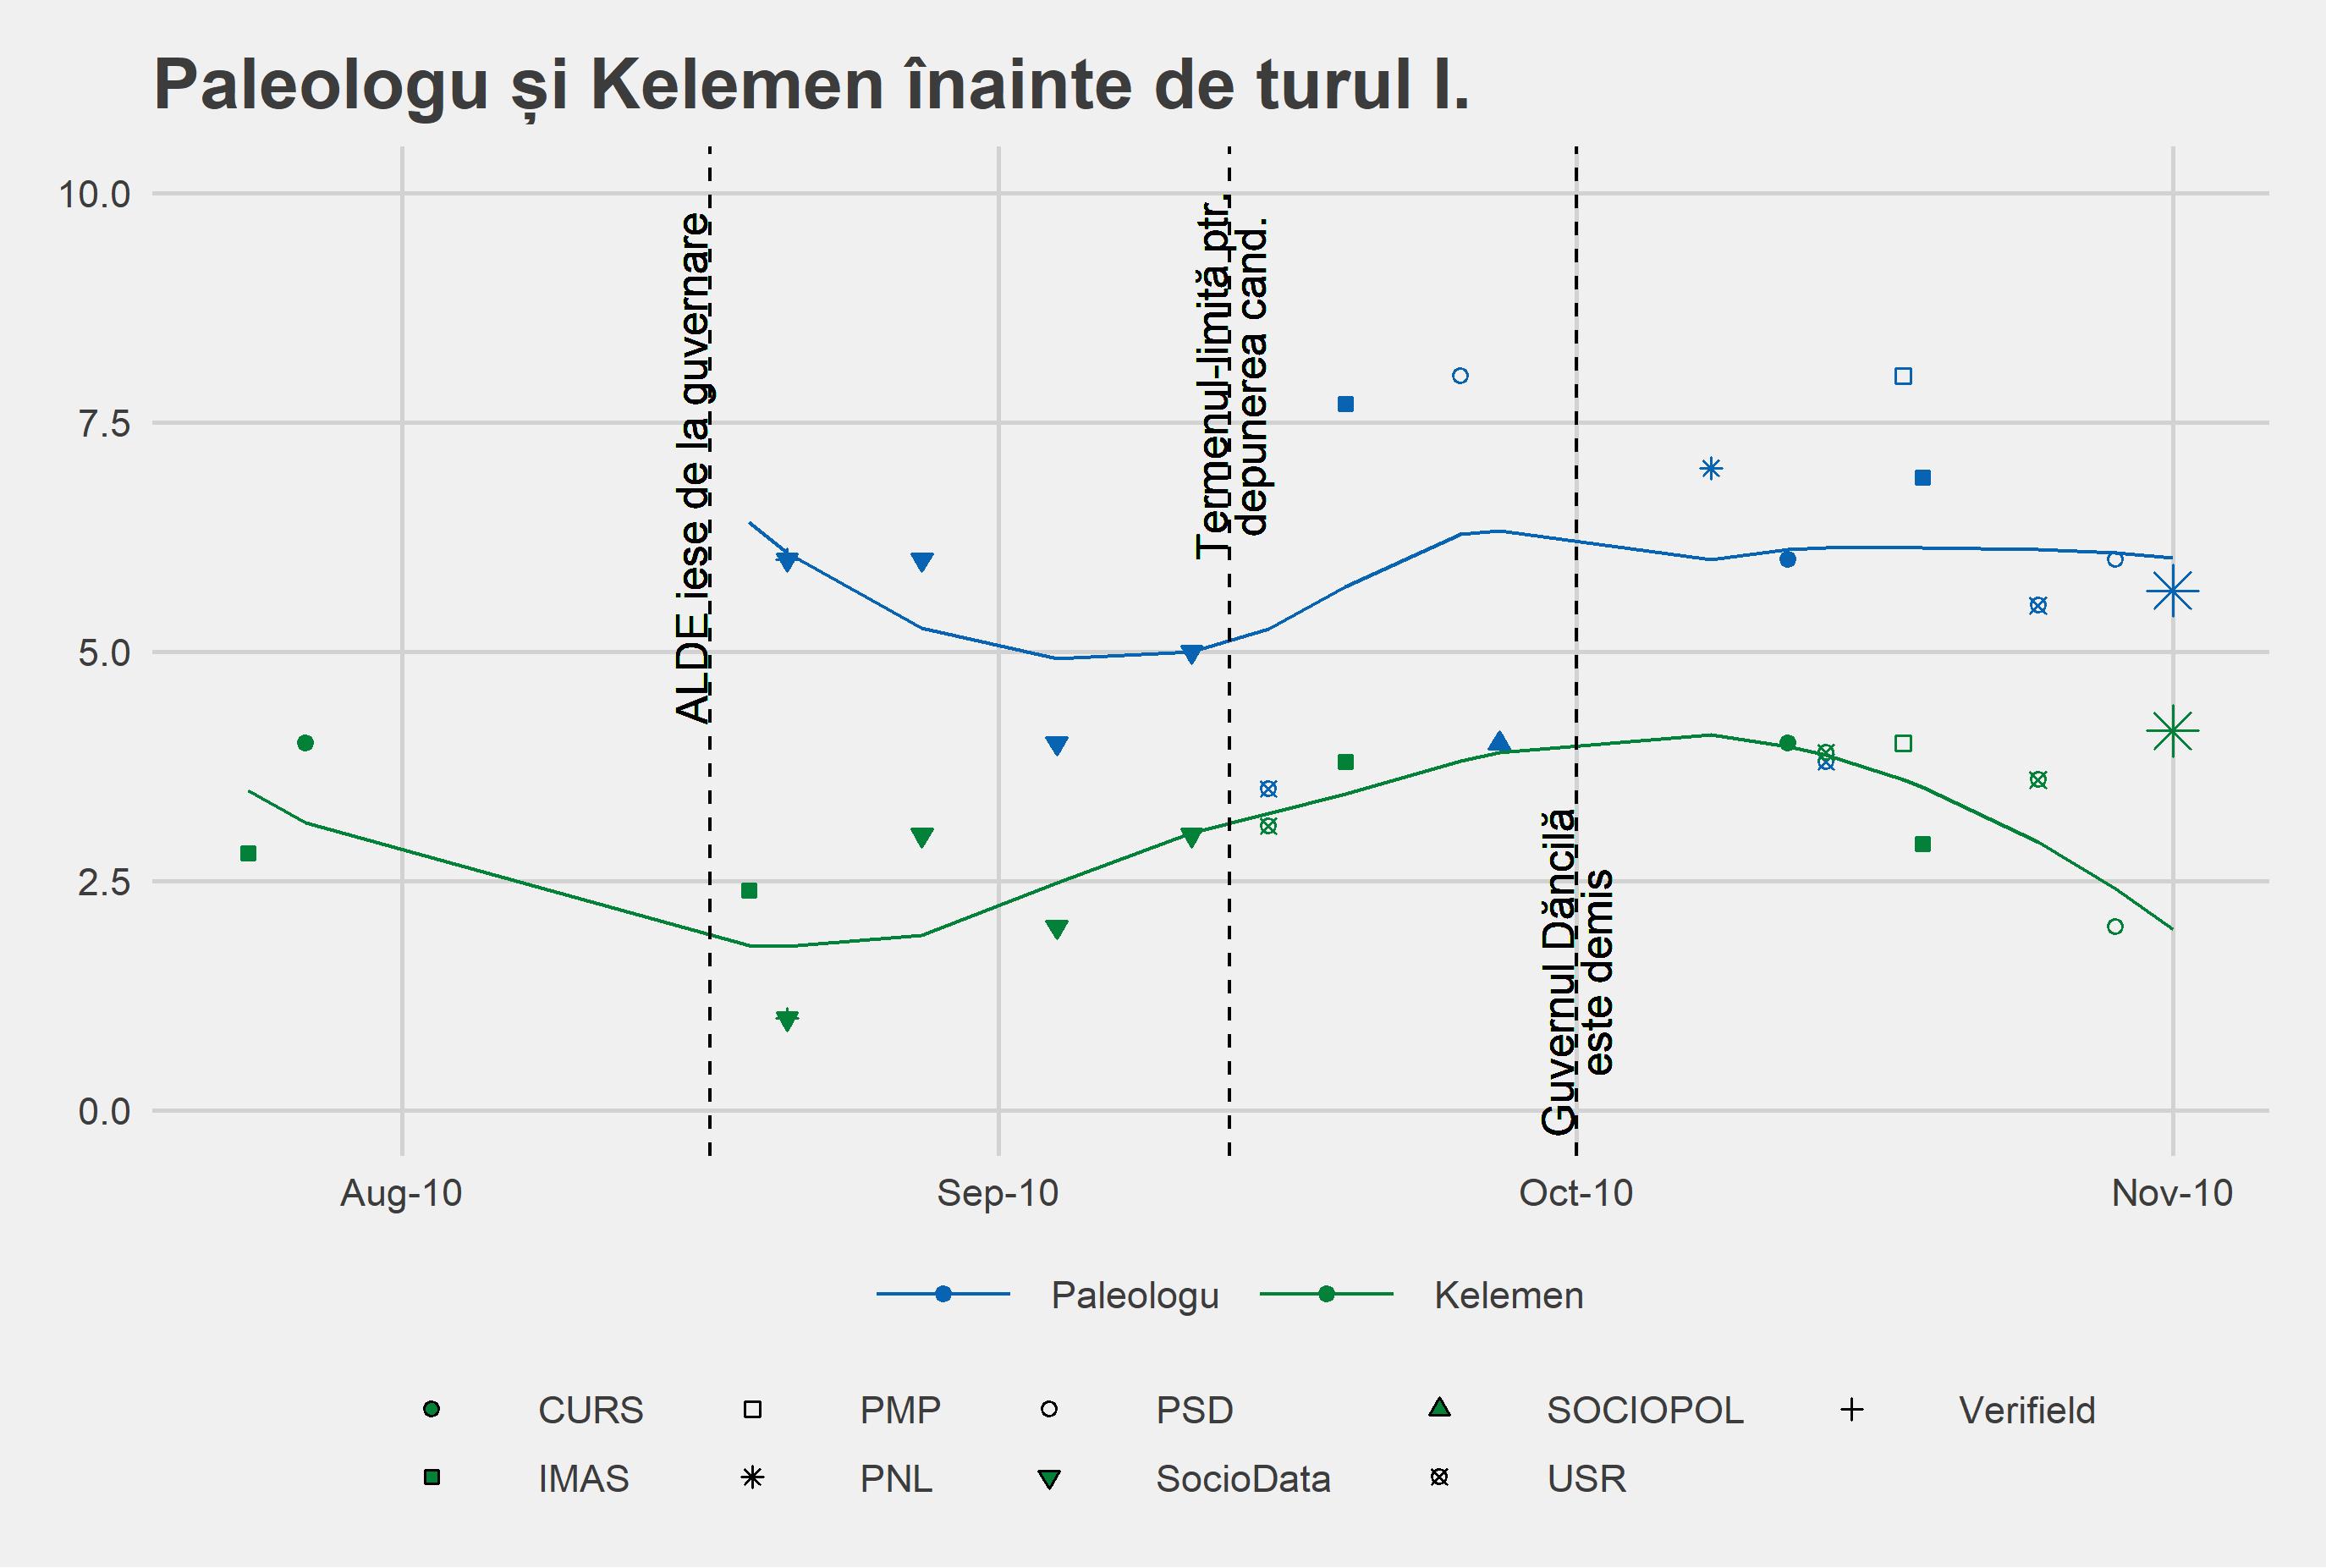 Paleologu și Kelemen înainte de turul I.
10.0
7.5
5.0
2.5
0.0
ALDE iese de la guvernare
Termenul-limită ptr.
depunerea cand.
Guvernul Dăncilă
este demis
Aug-10
Sep-10
Oct-10
Nov-10
Paleologu
Kelemen
CURS
PMP
PSD
SOCIOPOL
Verifield
IMAS
PNL
SocioData
USR